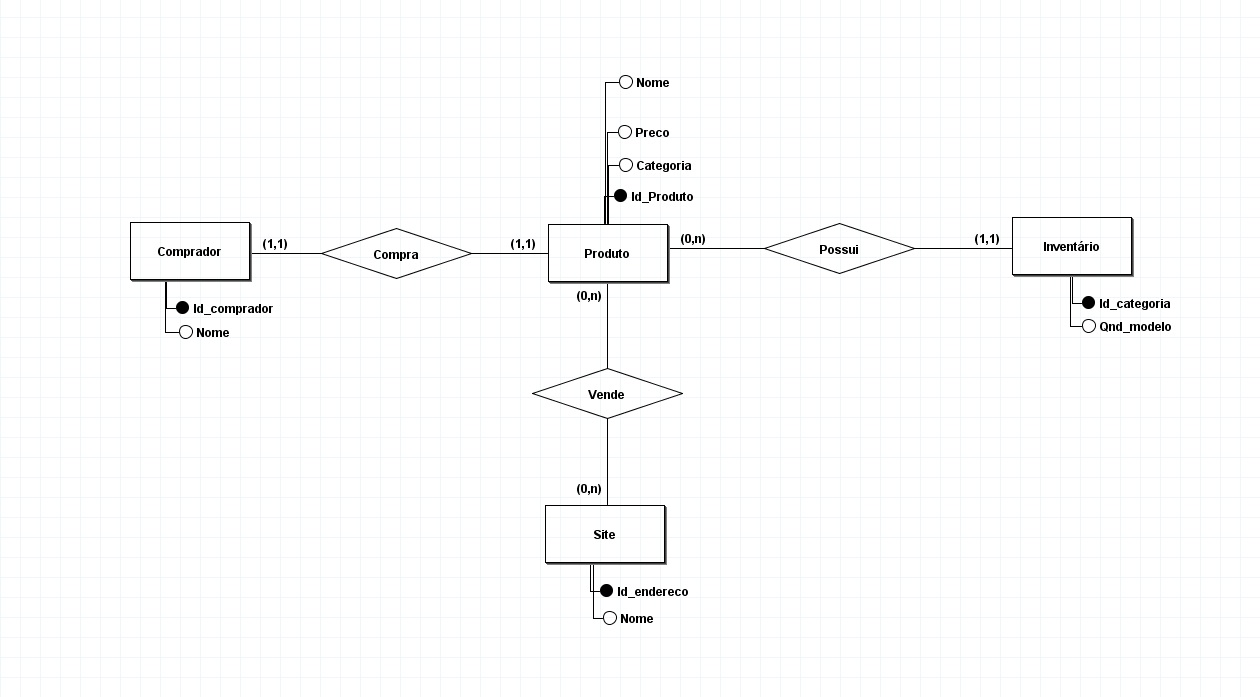 Nome
Preco
Categoria
Id_Produto
Comprador
(1,1)
Compra
(1,1)
Produto
(0,n)
Possui
(1,1)
Inventário
(0,n)
Id_comprador
Nome
Id_categoria
Qnd_modelo
Vende
(0,n)
Site
Id_endereco
Nome